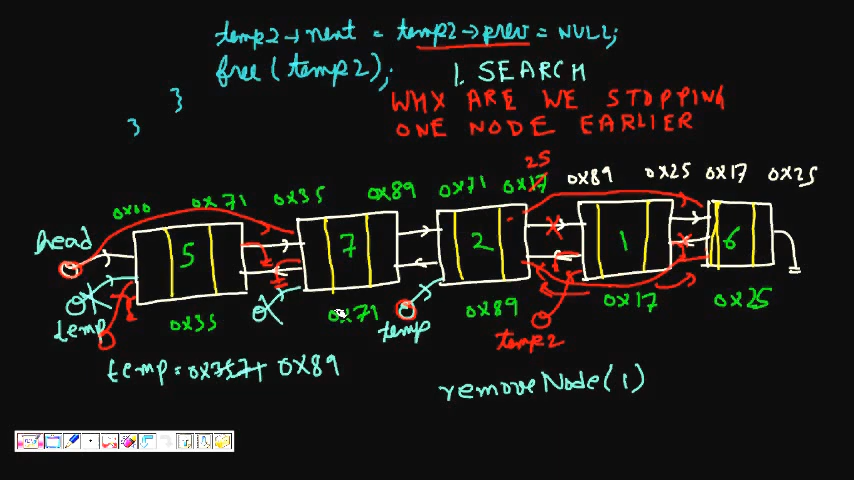 temp2→next = temp2→prev = NULL;
free(temp2);
1. SEARCH
}
}
WHY ARE WE STOPPING
ONE NODE EARLIER
25
0x00 0x71 0x35 0x89 0x71 0x17 0x89 0x25 0x17 0x25
head
5 7 2 1 6
temp
0x35 0x71 temp 0x89 0x17 0x25
temp2
temp = 0x35 71 0x89
removeNode(1)